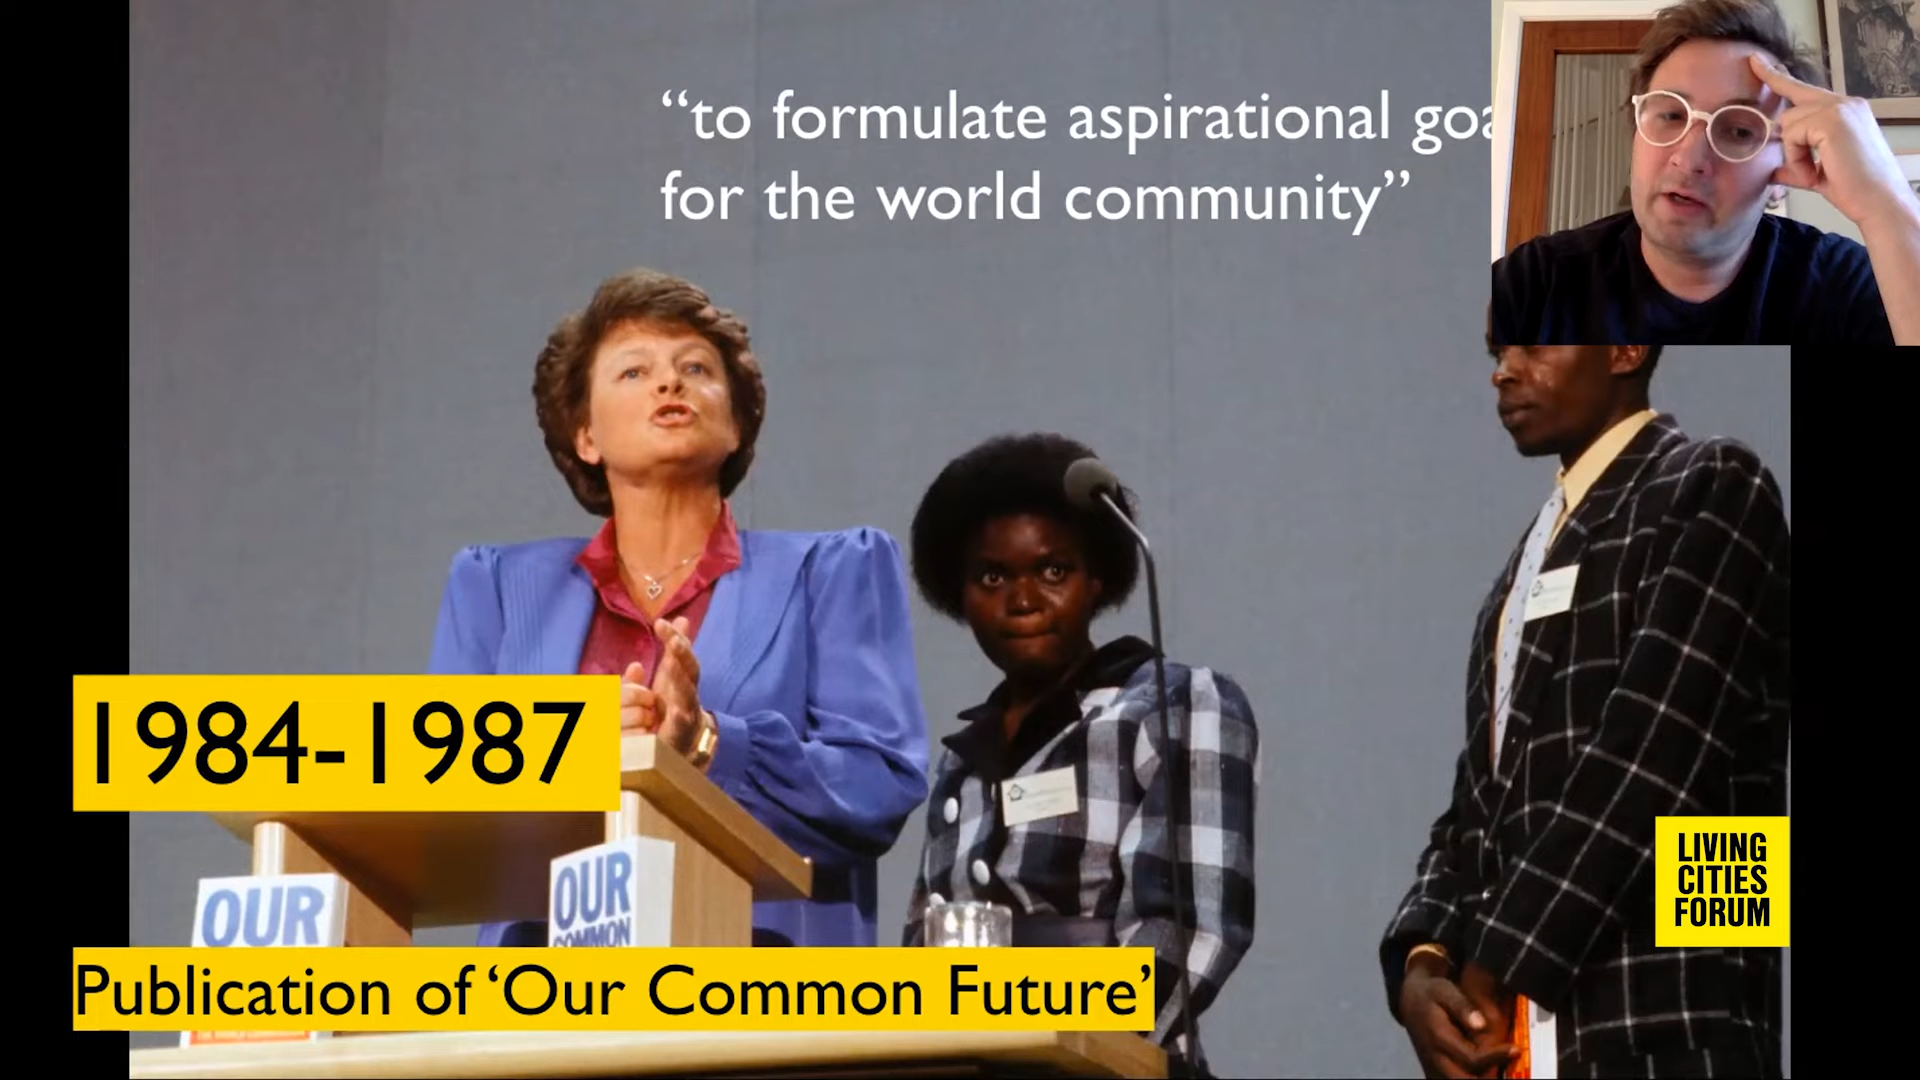 “to formulate aspirational goa
for the world community”
1984-1987
OUR
OUR
COMMON
Publication of ‘Our Common Future’
LIVING
CITIES
FORUM